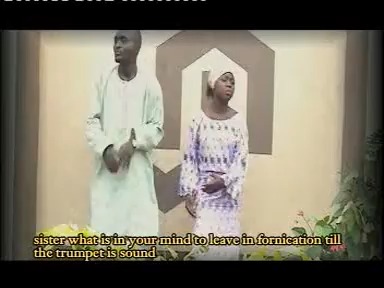 sister what is in your mind to leave in fornication till
the trumpet is sound